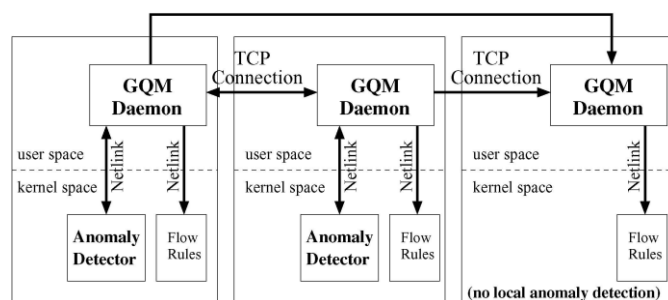 TCP
Connection
TCP
Connection
GQM
Daemon
GQM
Daemon
GQM
Daemon
user space
Netlink
Netlink
user space
Netlink
Netlink
user space
Netlink
kernel space
kernel space
kernel space
Anomaly
Detector
Flow
Rules
Anomaly
Detector
Flow
Rules
Flow
Rules
(no local anomaly detection)